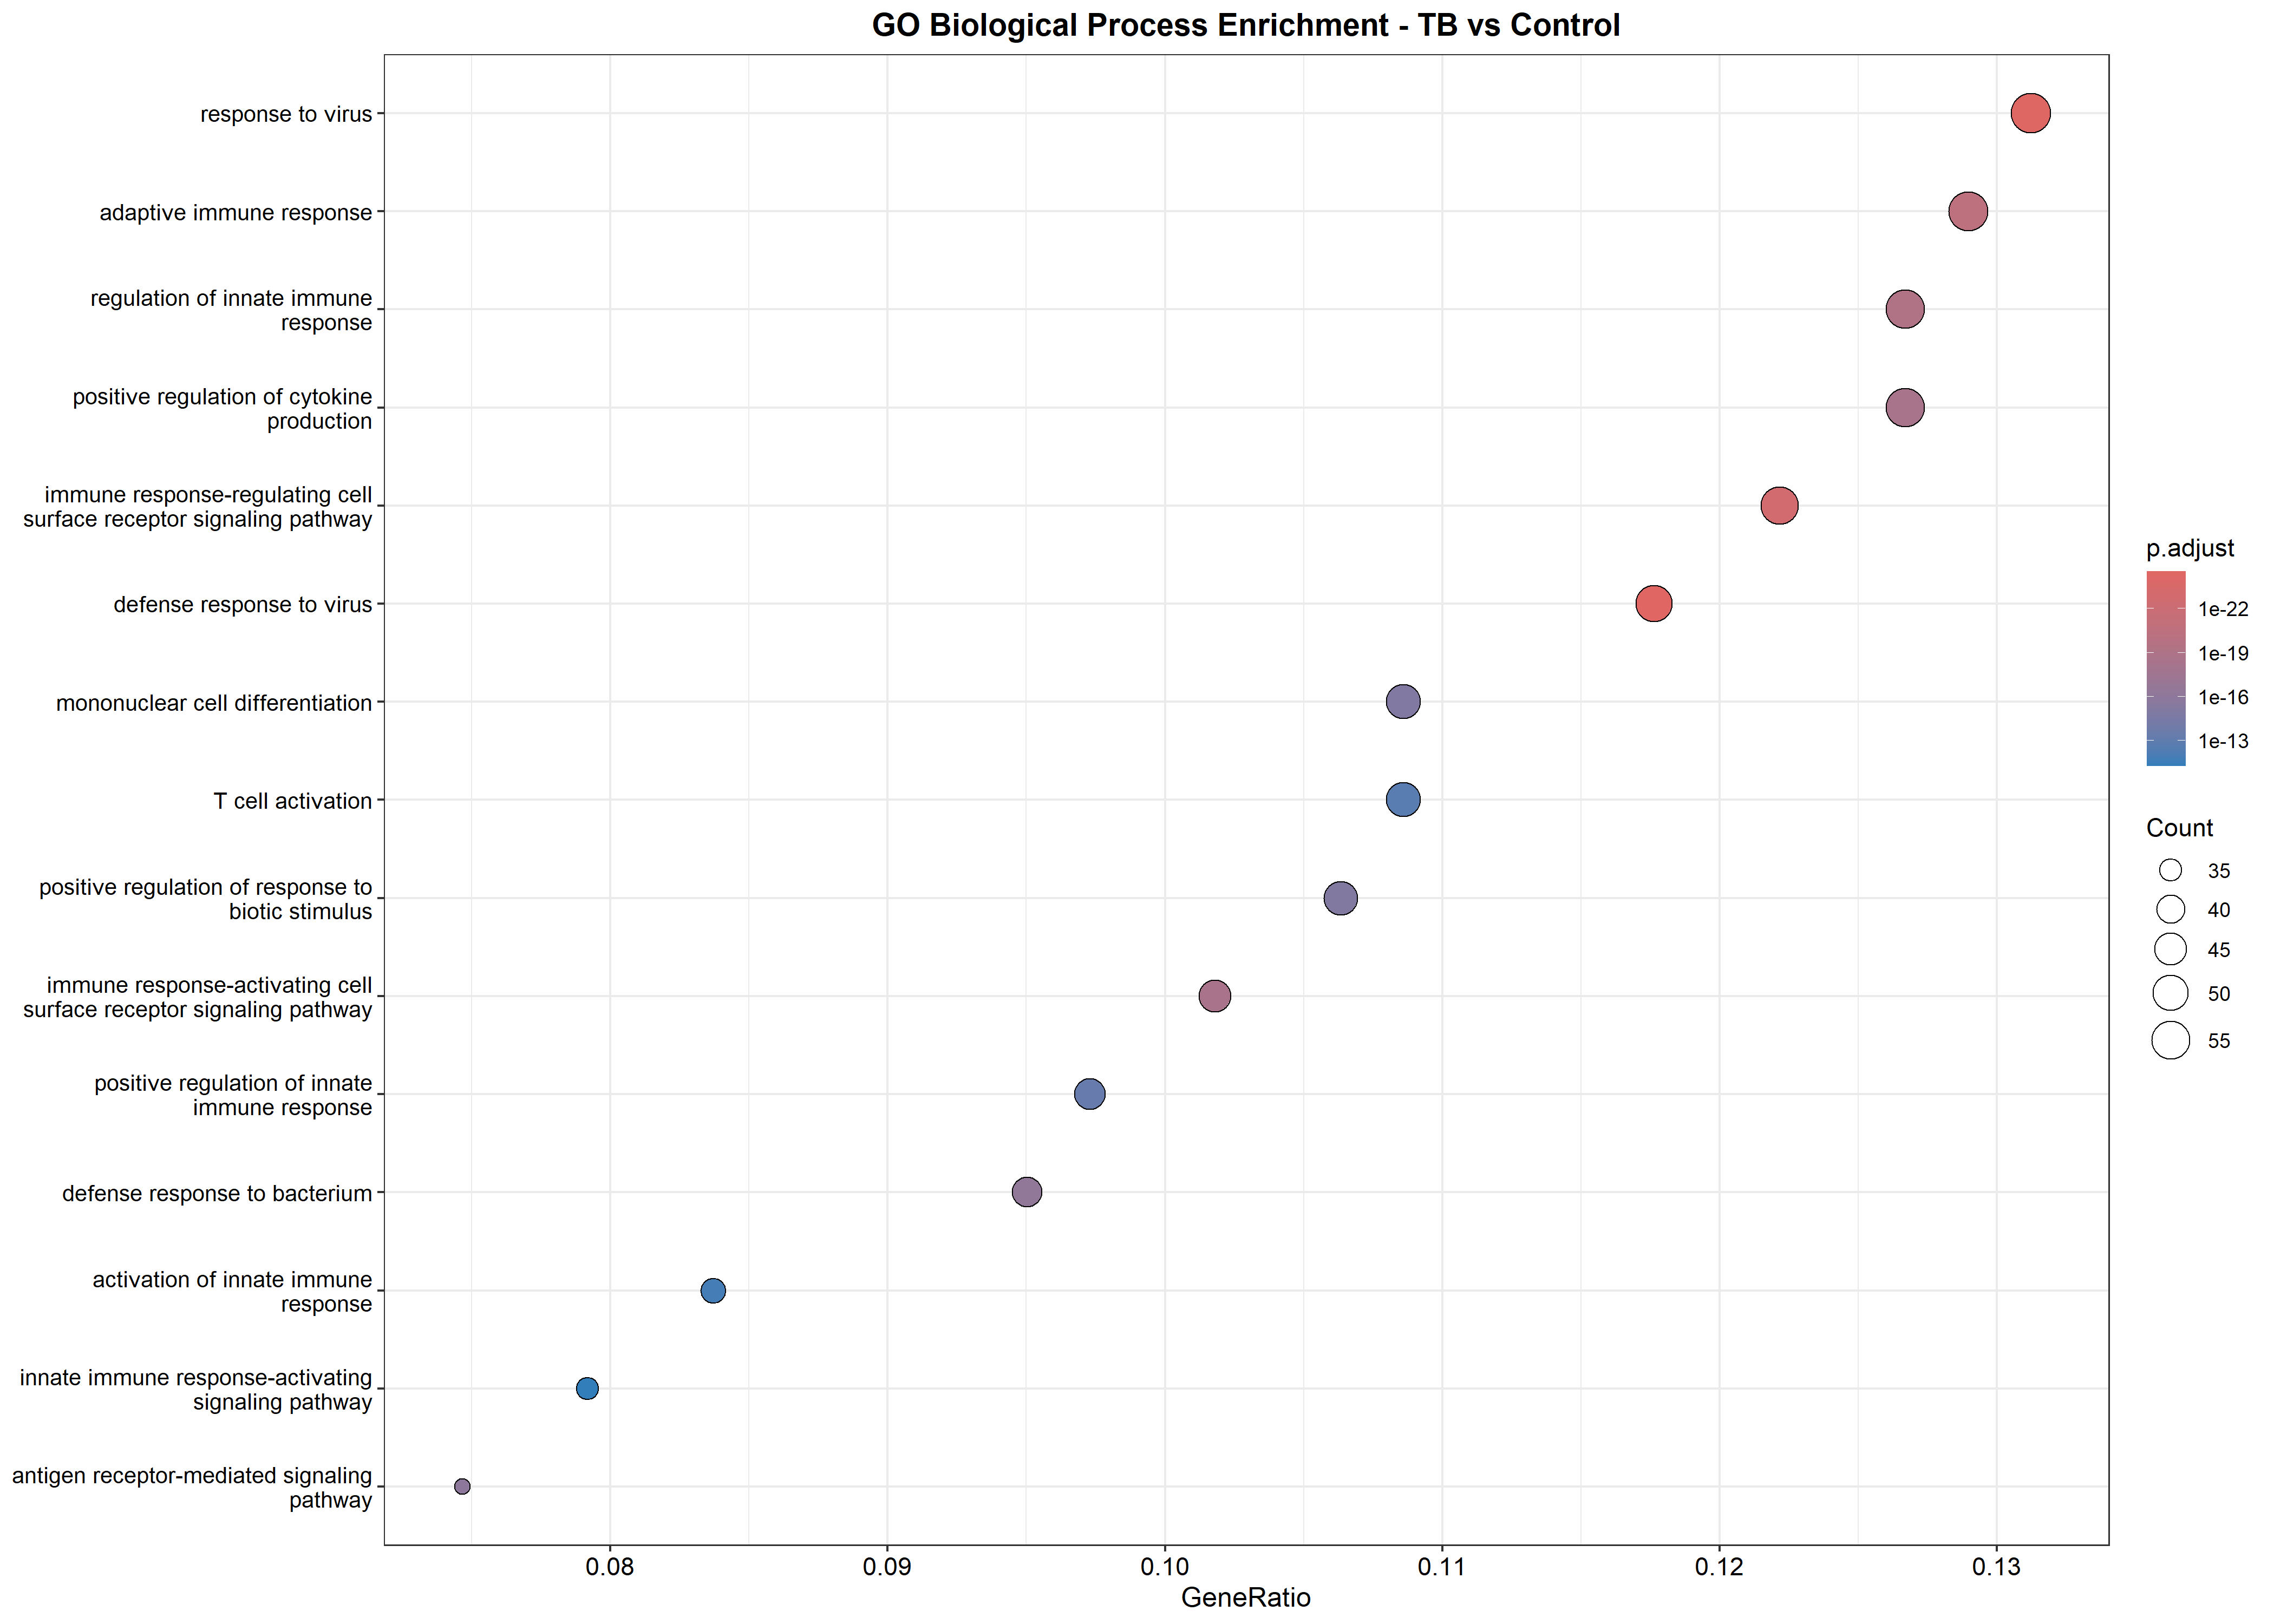 GO Biological Process Enrichment - TB vs Control
response to virus
adaptive immune response
regulation of innate immune
response
positive regulation of cytokine
production
immune response-regulating cell
surface receptor signaling pathway
defense response to virus
mononuclear cell differentiation
T cell activation
positive regulation of response to
biotic stimulus
immune response-activating cell
surface receptor signaling pathway
positive regulation of innate
immune response
defense response to bacterium
activation of innate immune
response
innate immune response-activating
signaling pathway
antigen receptor-mediated signaling
pathway
0.08 0.09 0.10 0.11 0.12 0.13
GeneRatio
p.adjust
1e-22
1e-19
1e-16
1e-13
Count
35
40
45
50
55